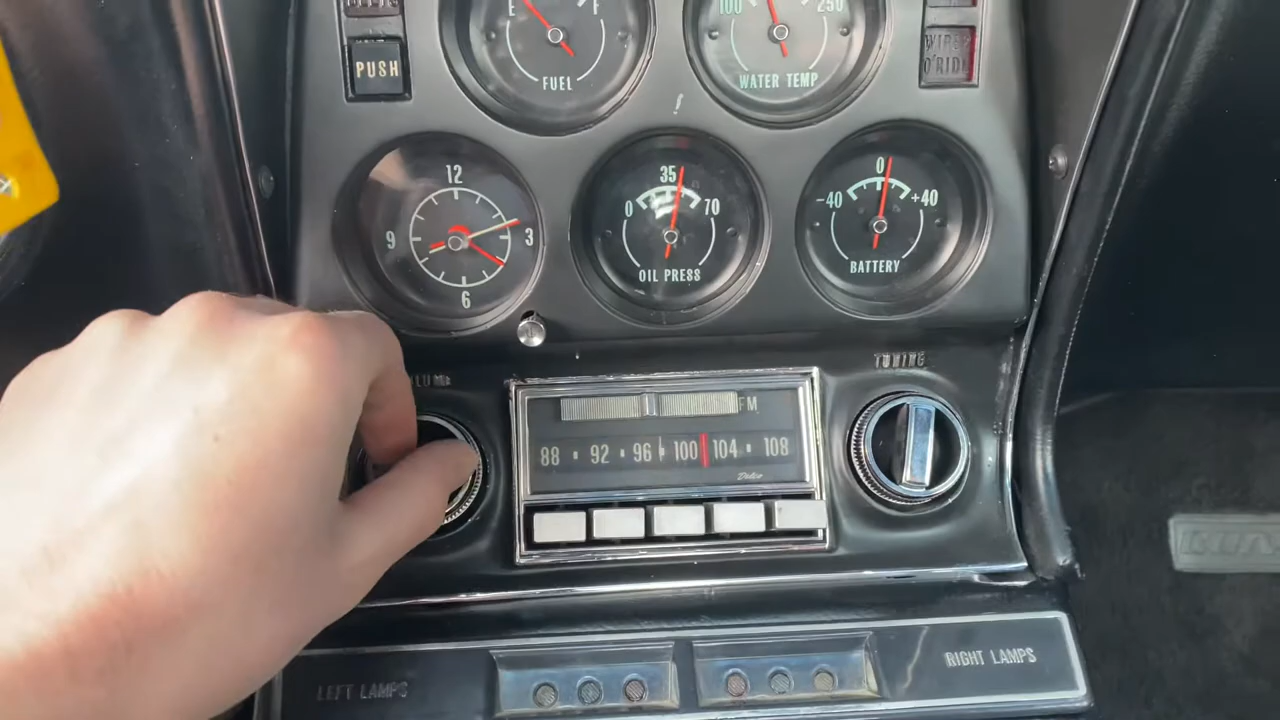 E F
FUEL
100 250
WATER TEMP
PUSH
WIPER
O'RIDE
12
9 3
6
0 35 70
OIL PRESS
-40 0 +40
BATTERY
TUNING
FM
88 92 96 100 104 108
Delco
LEFT LAMPS
RIGHT LAMPS